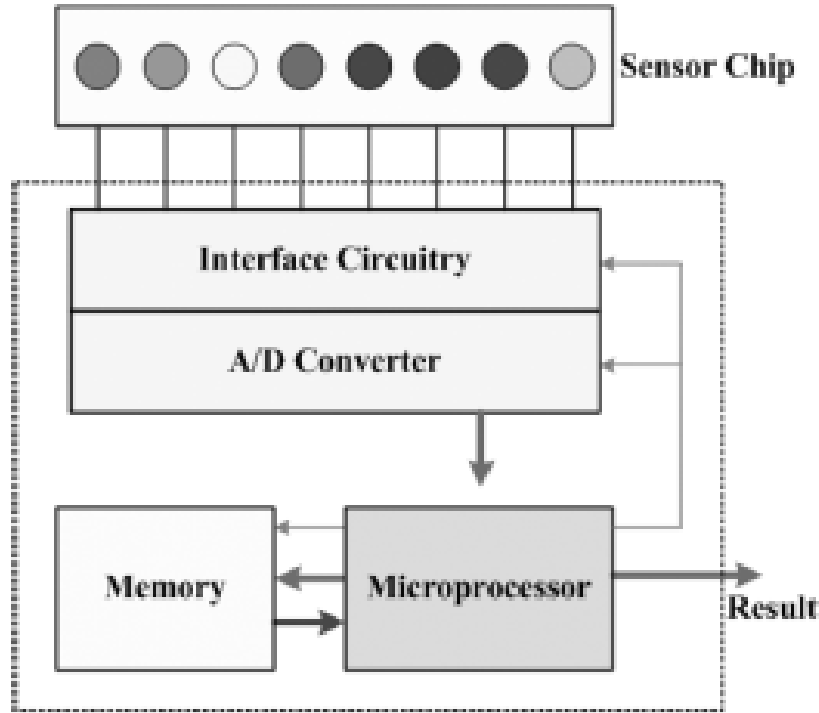 Sensor Chip
Interface Circuitry
A/D Converter
Memory
Microprocessor
Result